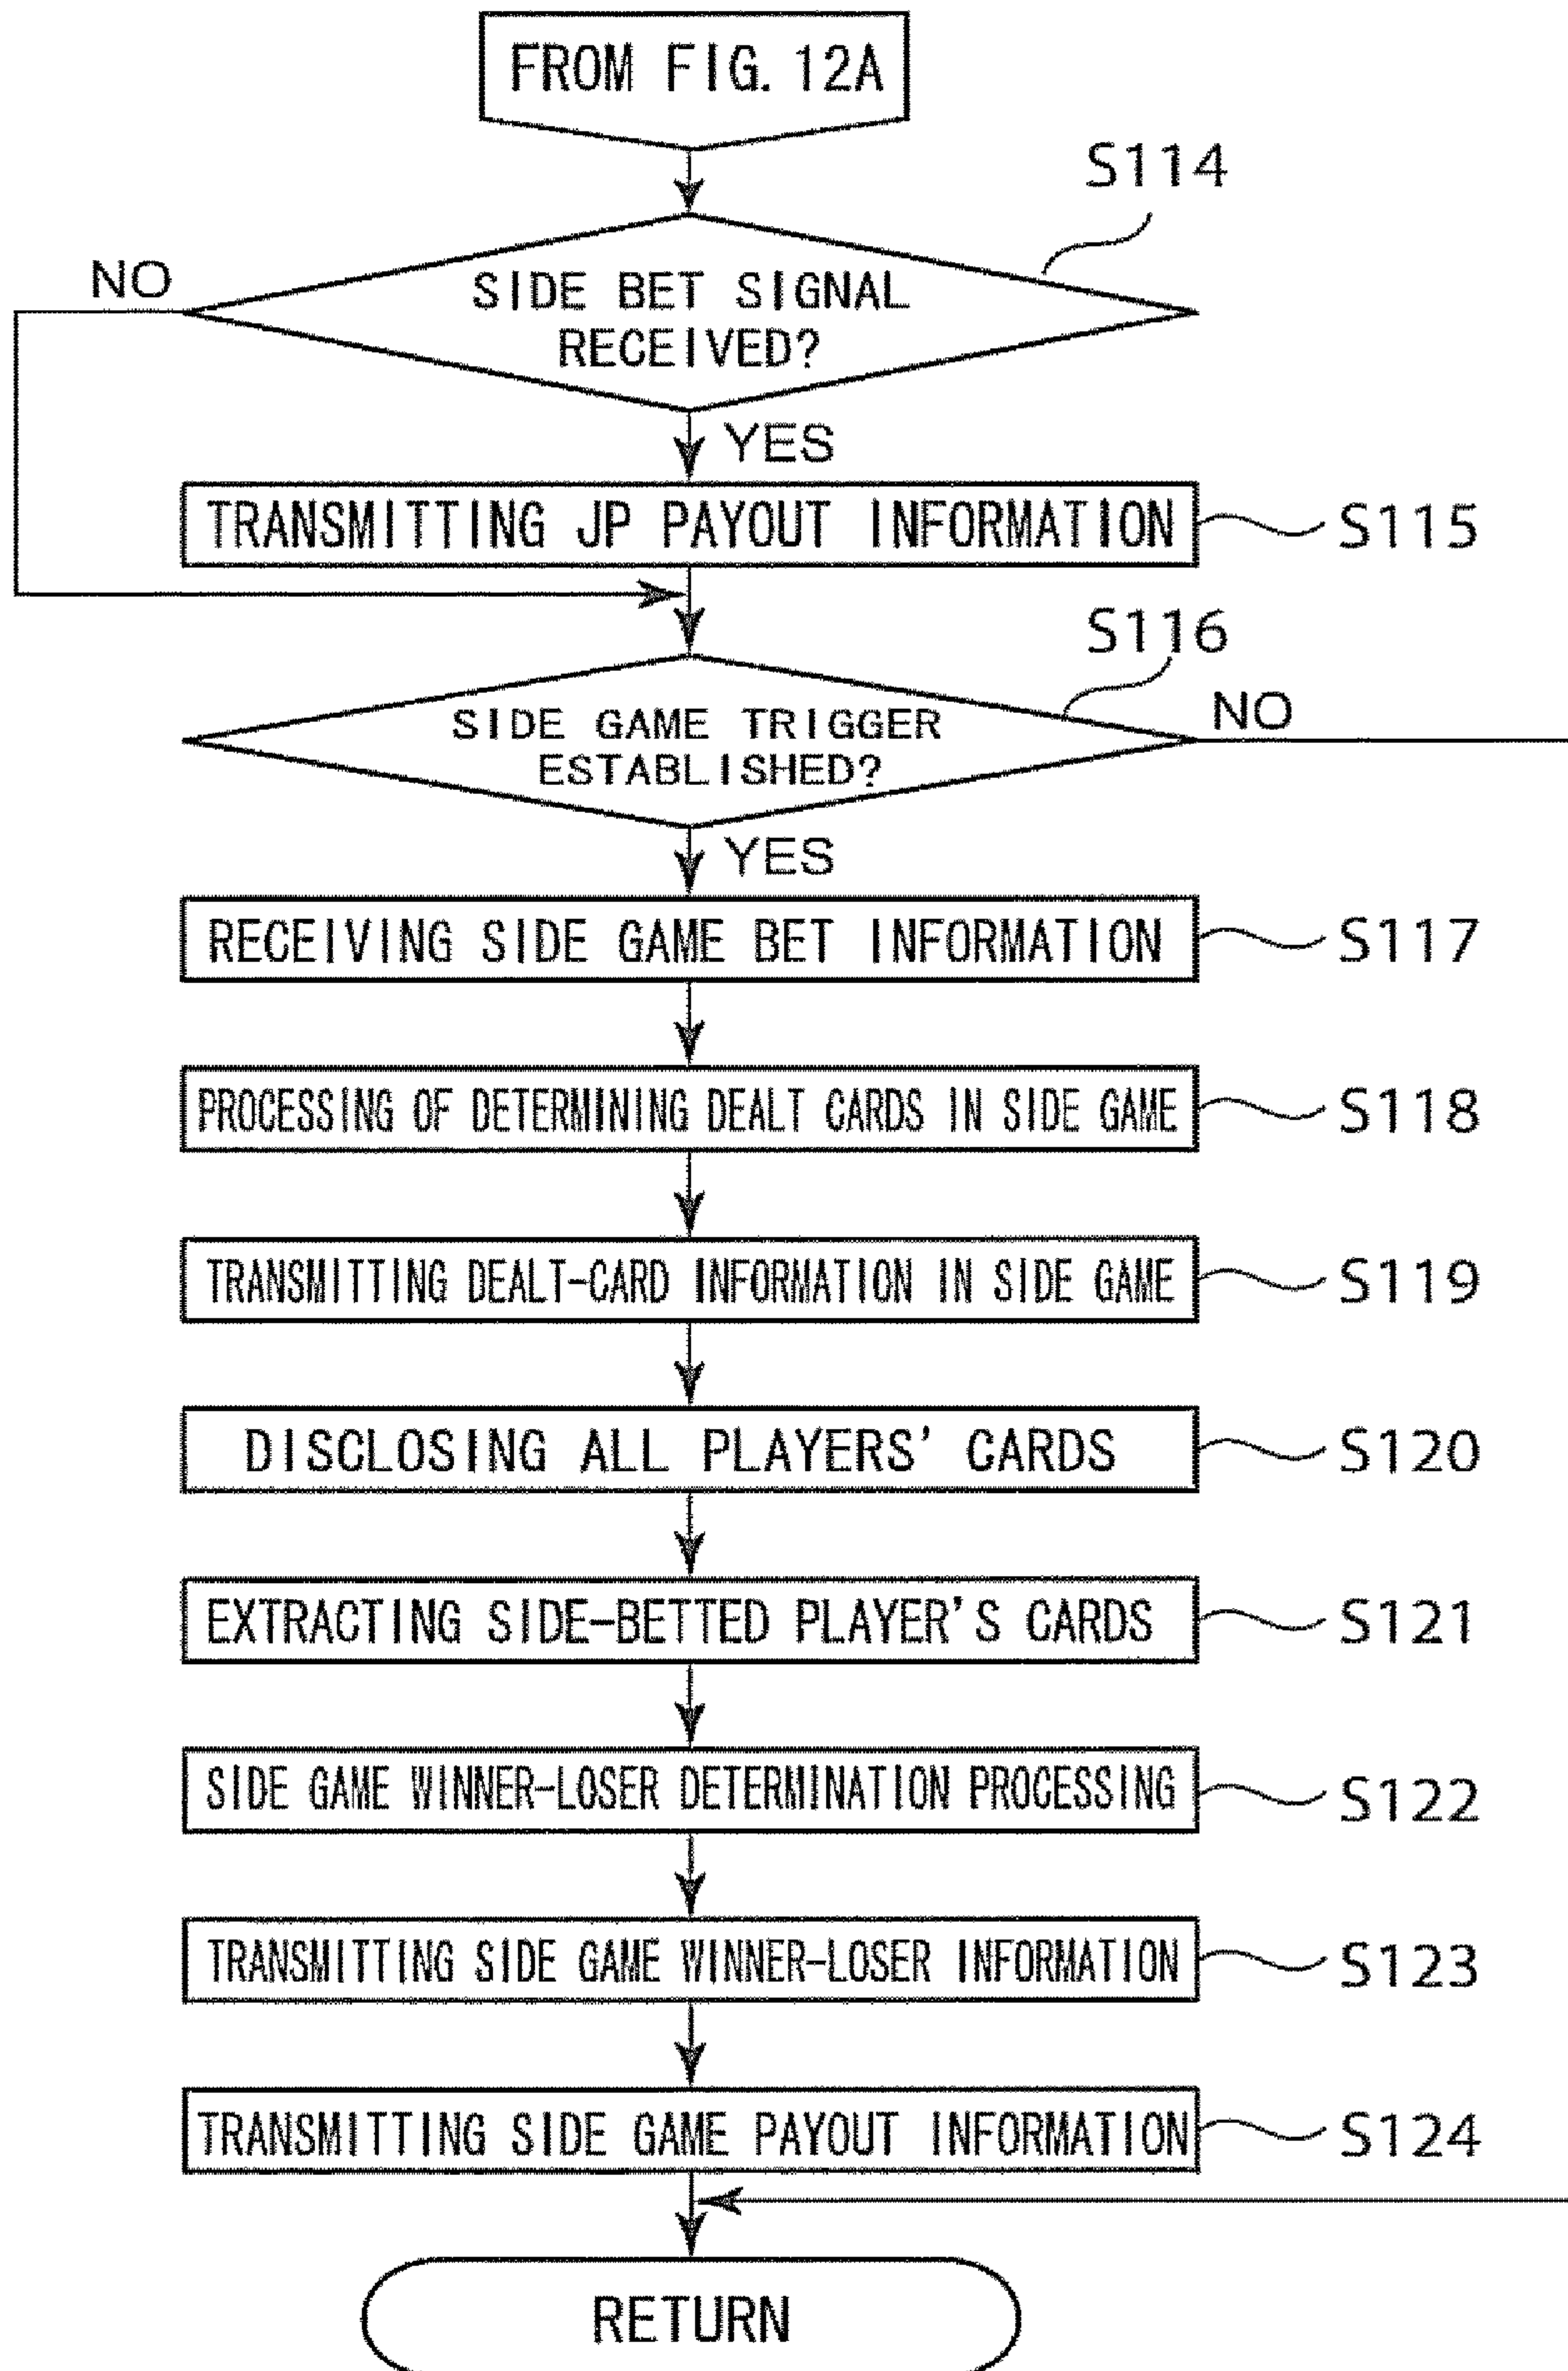 FROM FIG. 12A
S114
NO
SIDE BET SIGNAL
RECEIVED?
YES
TRANSMITTING JP PAYOUT INFORMATION
S115
S116
SIDE GAME TRIGGER
ESTABLISHED?
NO
YES
RECEIVING SIDE GAME BET INFORMATION
S117
PROCESSING OF DETERMINING DEALT CARDS IN SIDE GAME
S118
TRANSMITTING DEALT-CARD INFORMATION IN SIDE GAME
S119
DISCLOSING ALL PLAYERS' CARDS
S120
EXTRACTING SIDE-BETTED PLAYER'S CARDS
S121
SIDE GAME WINNER-LOSER DETERMINATION PROCESSING
S122
TRANSMITTING SIDE GAME WINNER-LOSER INFORMATION
S123
TRANSMITTING SIDE GAME PAYOUT INFORMATION
S124
RETURN